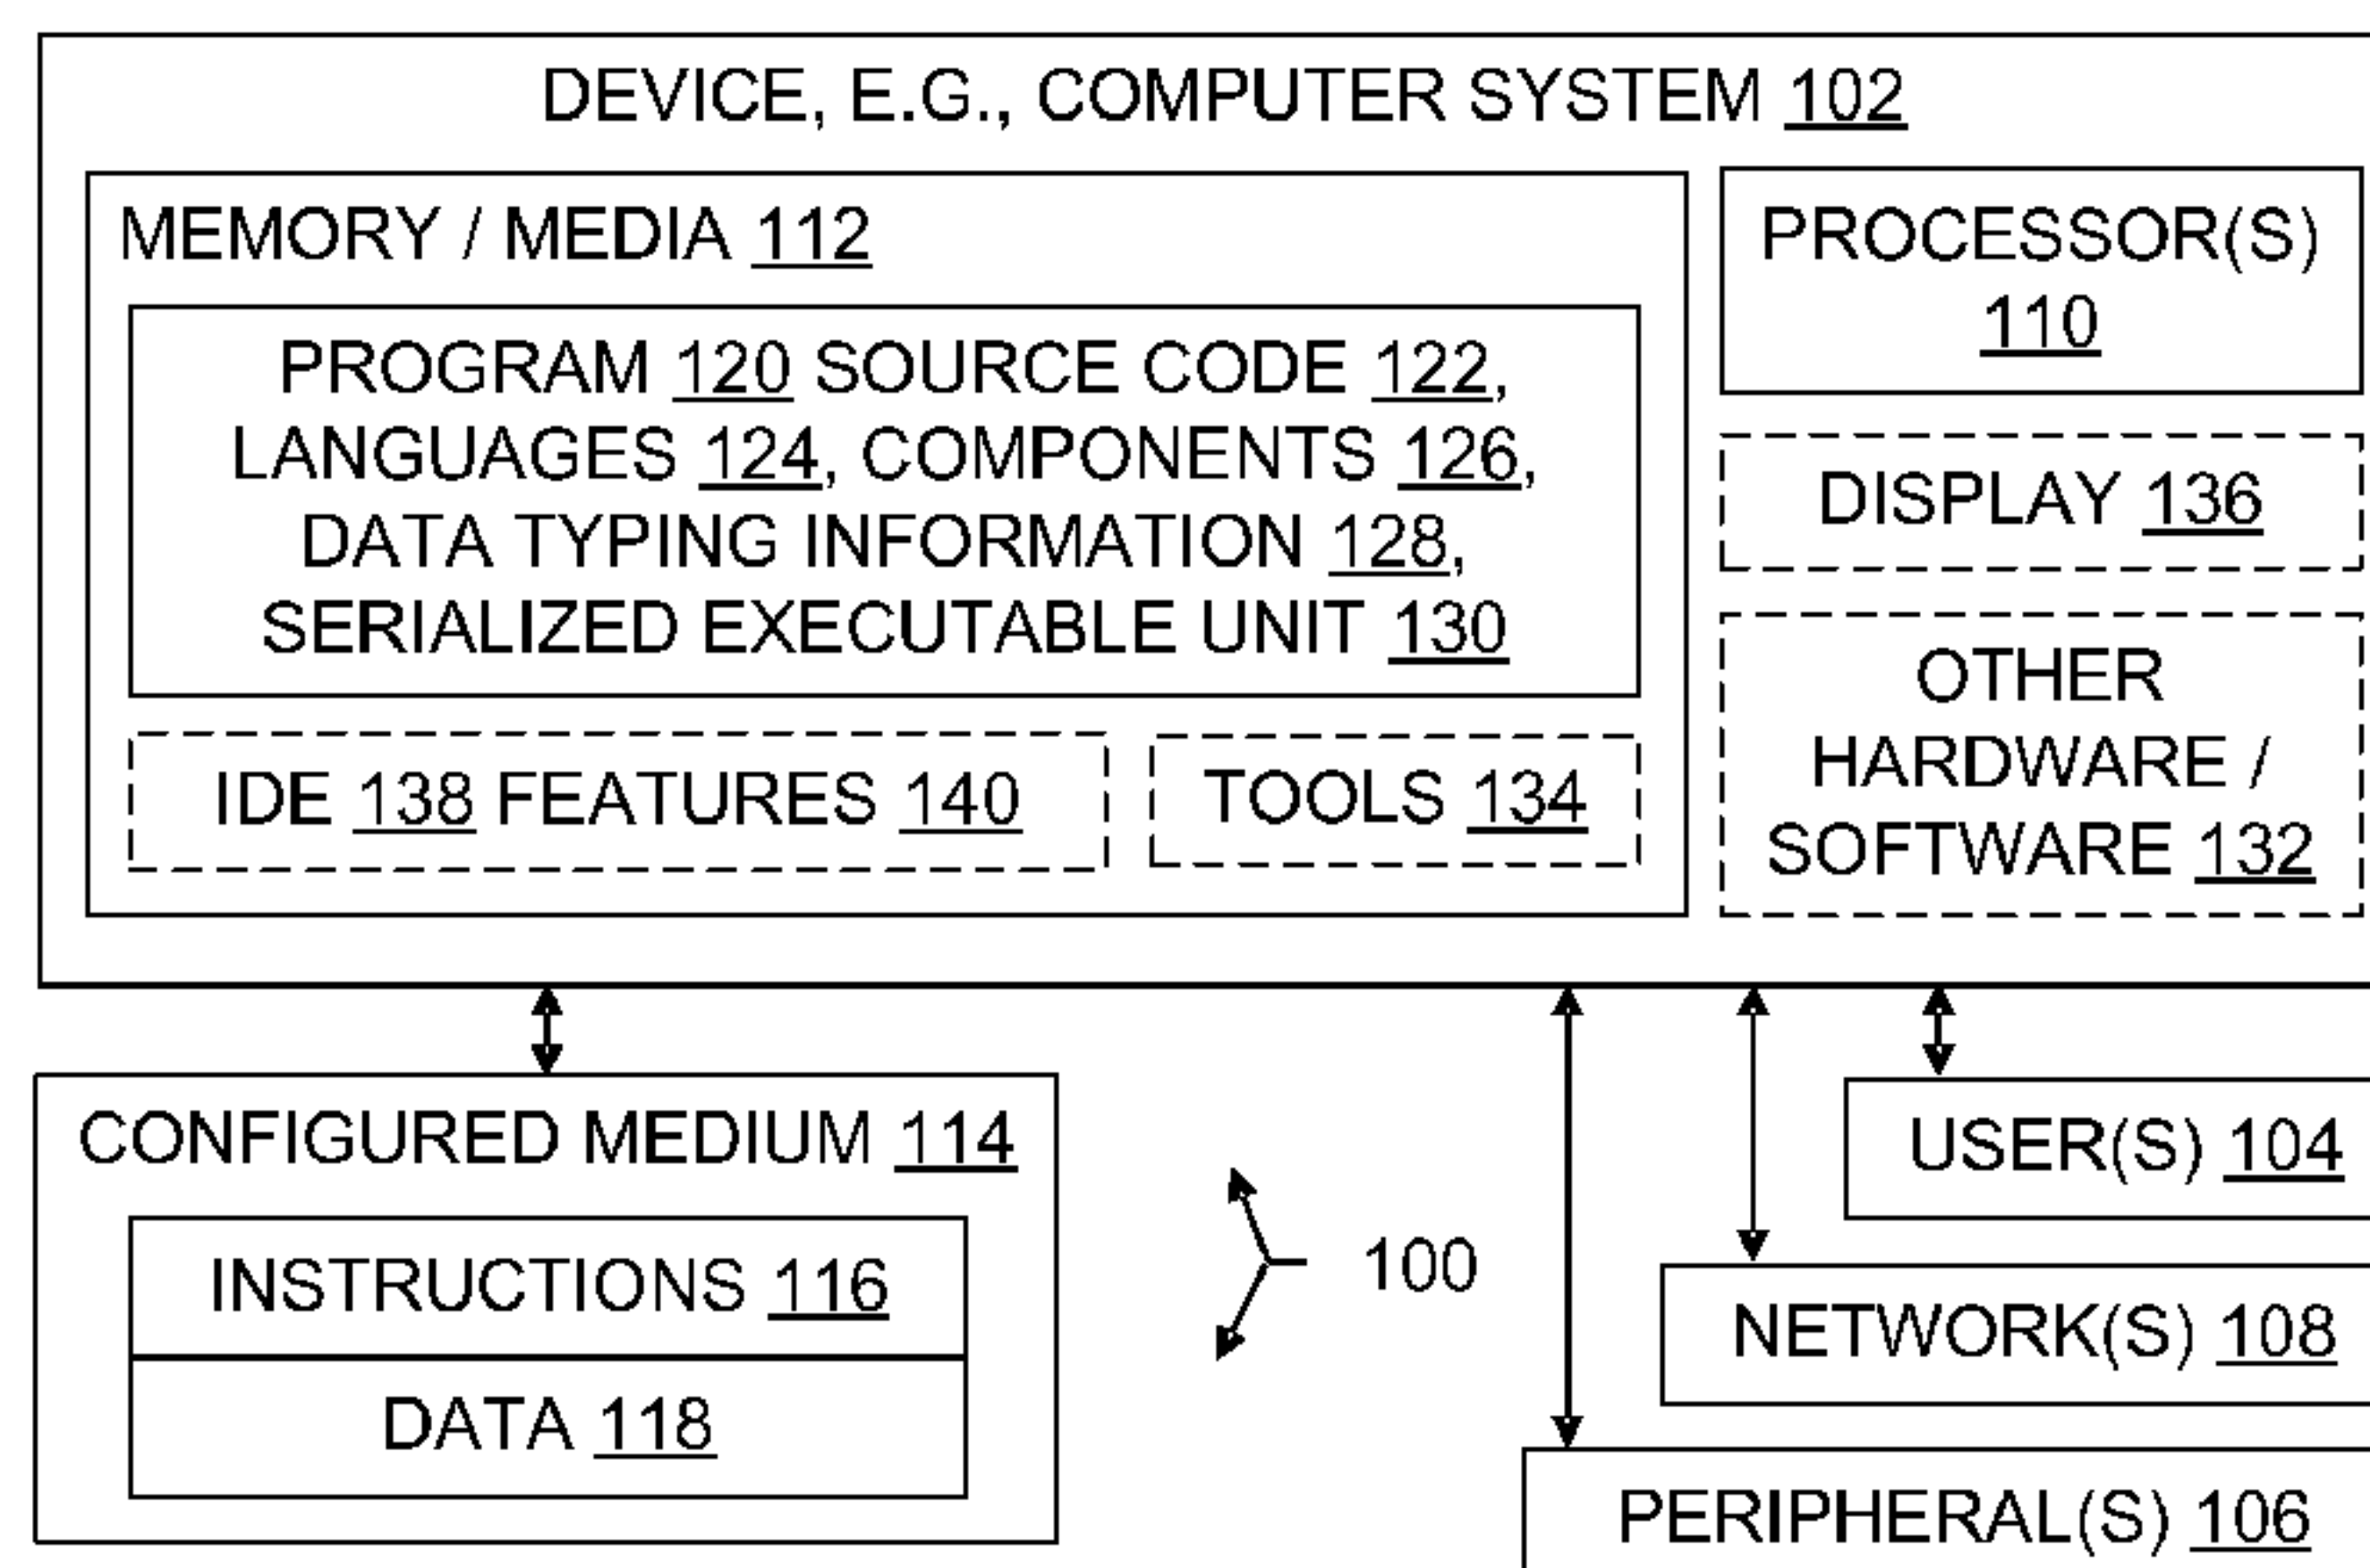 DEVICE, E.G., COMPUTER SYSTEM 102
MEMORY / MEDIA 112
PROGRAM 120 SOURCE CODE 122,
LANGUAGES 124, COMPONENTS 126,
DATA TYPING INFORMATION 128,
SERIALIZED EXECUTABLE UNIT 130
IDE 138 FEATURES 140
TOOLS 134
PROCESSOR(S)
110
DISPLAY 136
OTHER
HARDWARE /
SOFTWARE 132
CONFIGURED MEDIUM 114
INSTRUCTIONS 116
DATA 118
100
USER(S) 104
NETWORK(S) 108
PERIPHERAL(S) 106